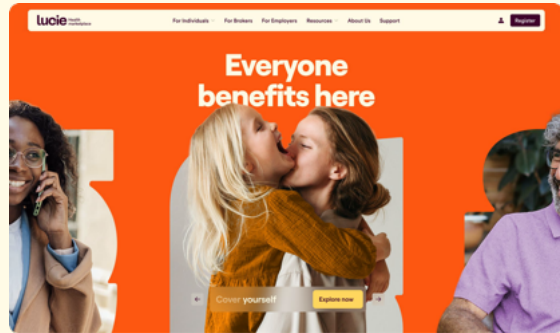 lucie Health marketplace
For Individuals For Brokers For Employers Resources About Us Support
Register
Everyone
benefits here
Cover yourself
Explore now